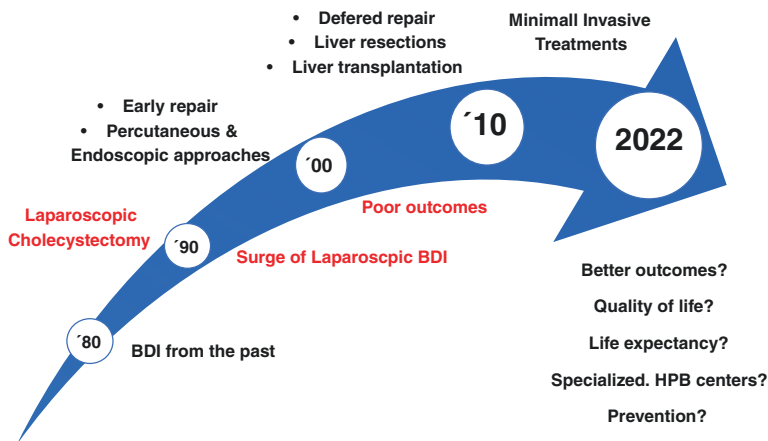 • Defered repair
• Liver resections
• Liver transplantation
Minimall Invasive
Treatments
• Early repair
• Percutaneous &
Endoscopic approaches
´10
2022
´00
Poor outcomes
Laparoscopic
Cholecystectomy
´90
Surge of Laparoscpic BDI
´80
BDI from the past
Better outcomes?
Quality of life?
Life expectancy?
Specialized. HPB centers?
Prevention?